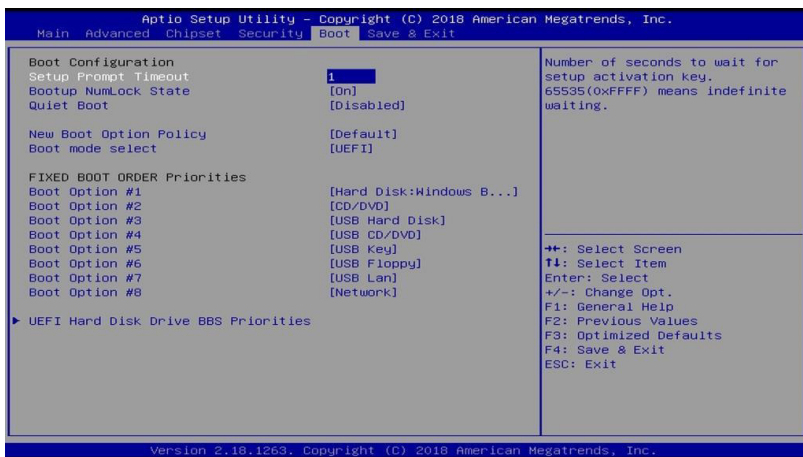 Aptio Setup Utility – Copyright (C) 2018 American Megatrends, Inc.
Main Advanced Chipset Security Boot Save & Exit
Boot Configuration
Setup Prompt Timeout 1
Bootup NumLock State [On]
Quiet Boot [Disabled]
New Boot Option Policy [Default]
Boot mode select [UEFI]
FIXED BOOT ORDER Priorities
Boot Option #1 [Hard Disk:Windows B...]
Boot Option #2 [CD/DVD]
Boot Option #3 [USB Hard Disk]
Boot Option #4 [USB CD/DVD]
Boot Option #5 [USB Key]
Boot Option #6 [USB Floppy]
Boot Option #7 [USB Lan]
Boot Option #8 [Network]
▶ UEFI Hard Disk Drive BBS Priorities
Number of seconds to wait for
setup activation key.
65535(0xFFFF) means indefinite
waiting.
→←: Select Screen
↑↓: Select Item
Enter: Select
+/-: Change Opt.
F1: General Help
F2: Previous Values
F3: Optimized Defaults
F4: Save & Exit
ESC: Exit
Version 2.18.1263. Copyright (C) 2018 American Megatrends, Inc.